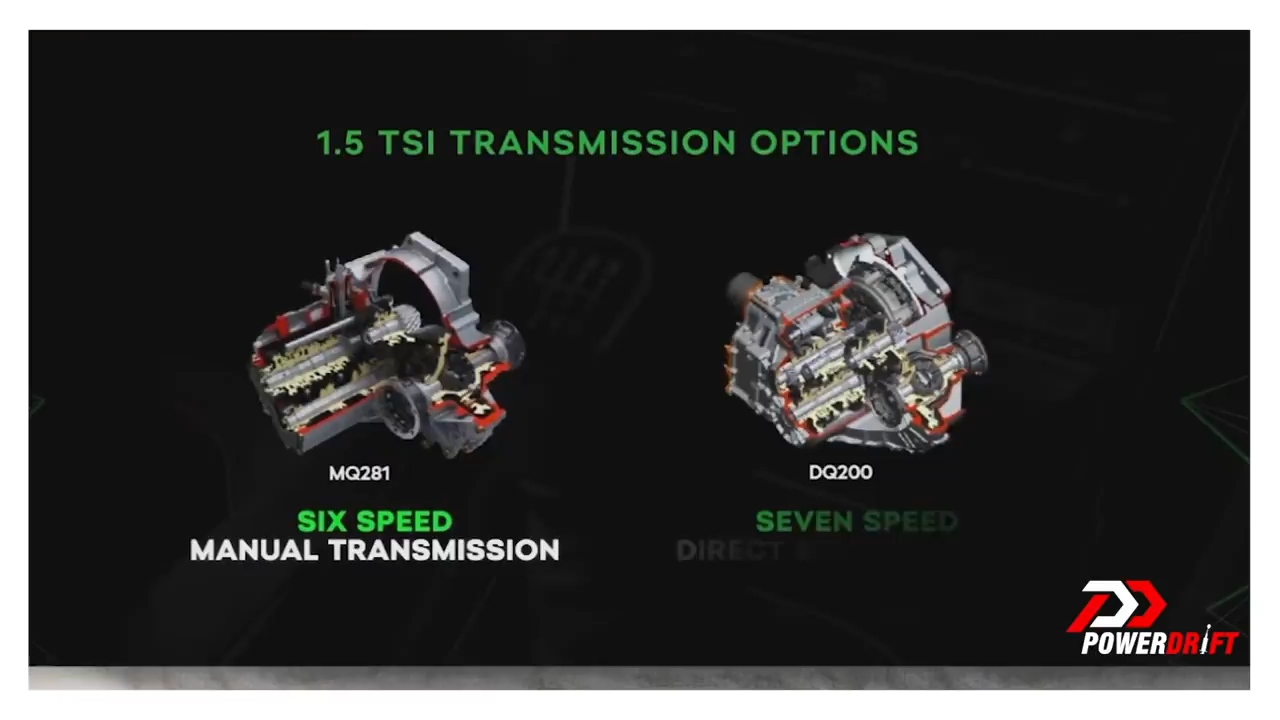 1.5 TSI TRANSMISSION OPTIONS
MQ281
SIX SPEED
MANUAL TRANSMISSION
DQ200
SEVEN SPEED
DIRECT
POWERDRIFT